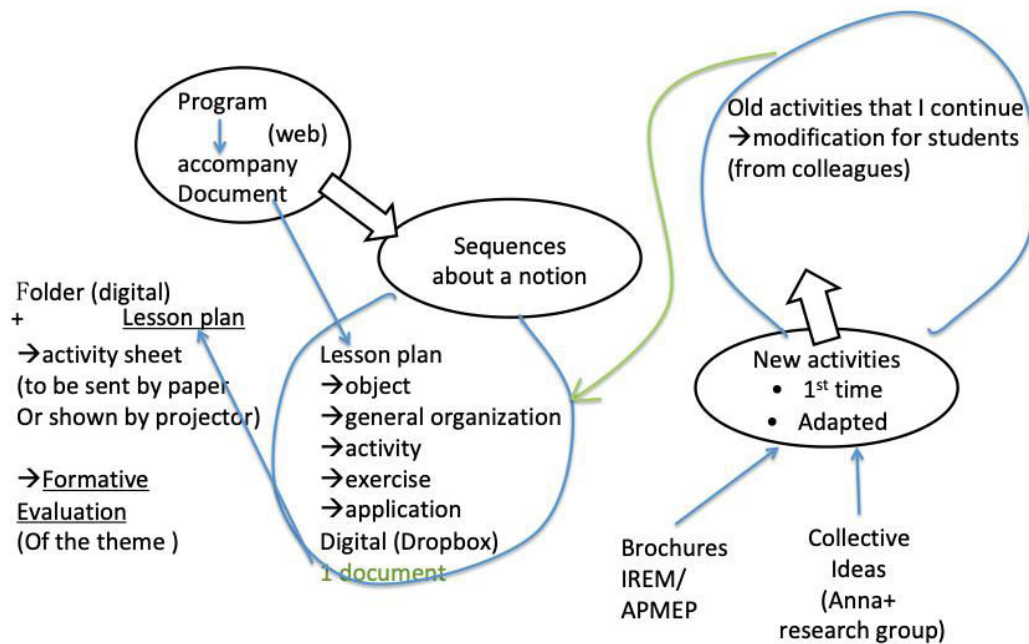 Program
(web)
accompany
Document
Sequences
about a notion
Folder (digital)
+ Lesson plan
→activity sheet
(to be sent by paper
Or shown by projector)
→Formative
Evaluation
(Of the theme )
Lesson plan
→object
→general organization
→activity
→exercise
→application
Digital (Dropbox)
1 document
Old activities that I continue
→modification for students
(from colleagues)
New activities
• 1st time
• Adapted
Brochures
IREM/
APMEP
Collective
Ideas
(Anna+
research group)